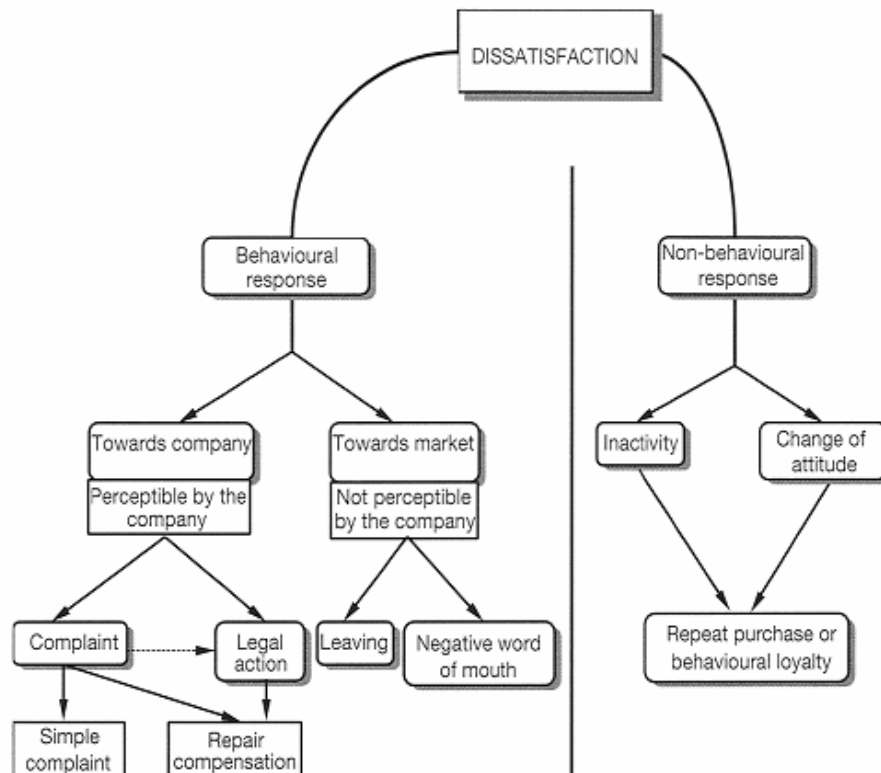 DISSATISFACTION
Behavioural
response
Non-behavioural
response
Towards company
Perceptible by the
company
Towards market
Not perceptible
by the company
Inactivity
Change of
attitude
Complaint
Legal
action
Leaving
Negative word
of mouth
Repeat purchase or
behavioural loyalty
Simple
complaint
Repair
compensation